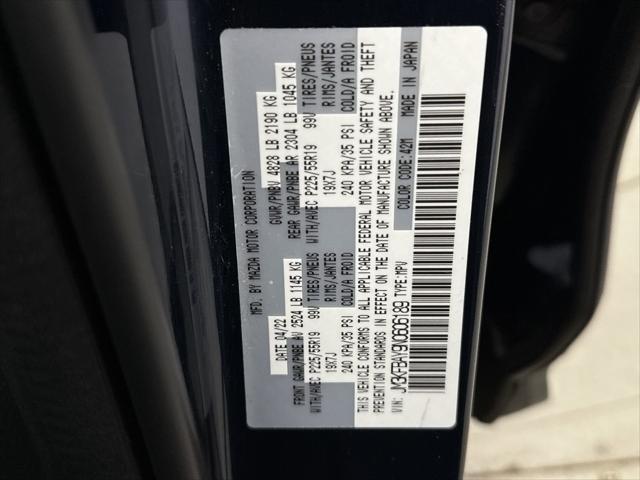 MFD. BY MAZDA MOTOR CORPORATION
DATE 04/22 GVWR/PNBV 4828 LB 2190 KG
FRONT GAWR/PNBE AV 2524 LB 1145 KG REAR GAWR/PNBE AR 2304 LB 1045 KG
WITH/AVEC P225/55R19 99V TIRES/PNEUS WITH/AVEC P225/55R19 99V TIRES/PNEUS
19X7J RIMS/JANTES 19X7J RIMS/JANTES
240 KPA/35 PSI COLD/A FROID 240 KPA/35 PSI COLD/A FROID
THIS VEHICLE CONFORMS TO ALL APPLICABLE FEDERAL MOTOR VEHICLE SAFETY AND THEFT
PREVENTION STANDARDS IN EFFECT ON THE DATE OF MANUFACTURE SHOWN ABOVE.
VIN: JM3KFBAY9N0606189 TYPE:MPV COLOR CODE:42M MADE IN JAPAN